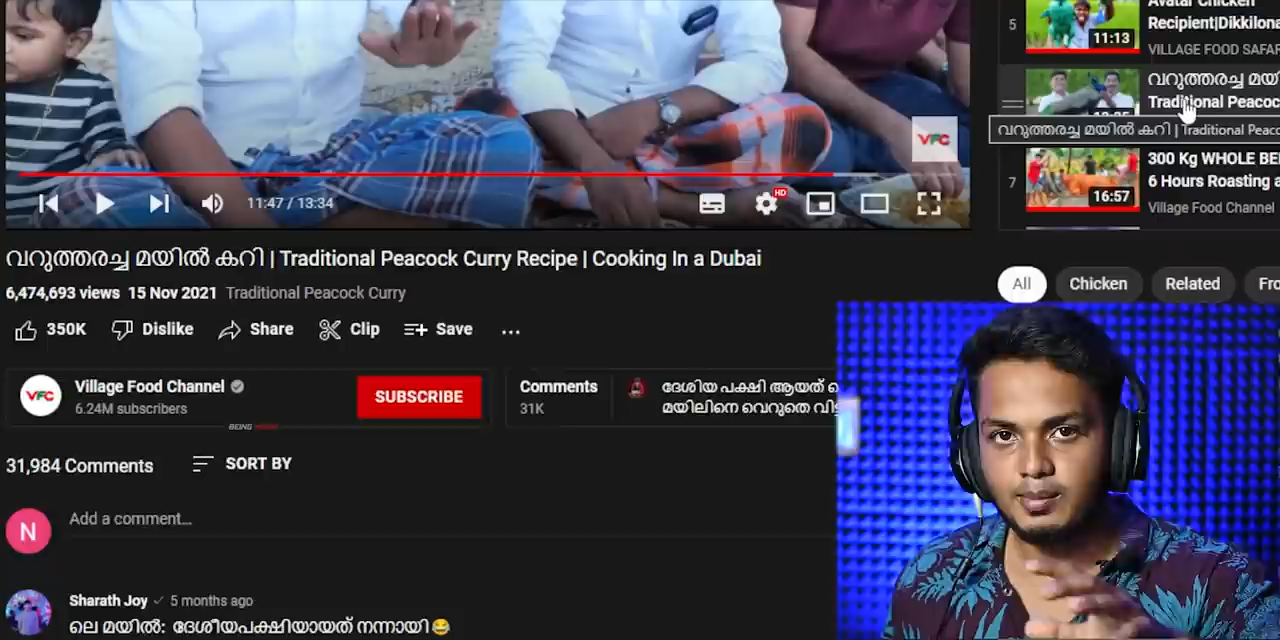 5
Avatar Chicken
Recipient|Dikkilona
11:13
VILLAGE FOOD SAFAR
വറുത്തരച്ച മയി
Traditional Peacoc
വറുത്തരച്ച മയിൽ കറി | Traditional Peaco
VFC
7
300 Kg WHOLE BE
6 Hours Roasting a
16:57
Village Food Channel
11:47 / 13:34
HD
വറുത്തരച്ച മയിൽ കറി | Traditional Peacock Curry Recipe | Cooking In a Dubai
6,474,693 views 15 Nov 2021 Traditional Peacock Curry
All
Chicken
Related
Fro
350K
Dislike
Share
Clip
Save
...
VFC
Village Food Channel
6.24M subscribers
SUBSCRIBE
Comments
31K
ദേശിയ പക്ഷി ആയത്
മയിലിനെ വെറുതെ വിട
BEING
31,984 Comments
SORT BY
N
Add a comment...
Sharath Joy
5 months ago
ലെ മയിൽ: ദേശീയപക്ഷിയായത് നന്നായി😂